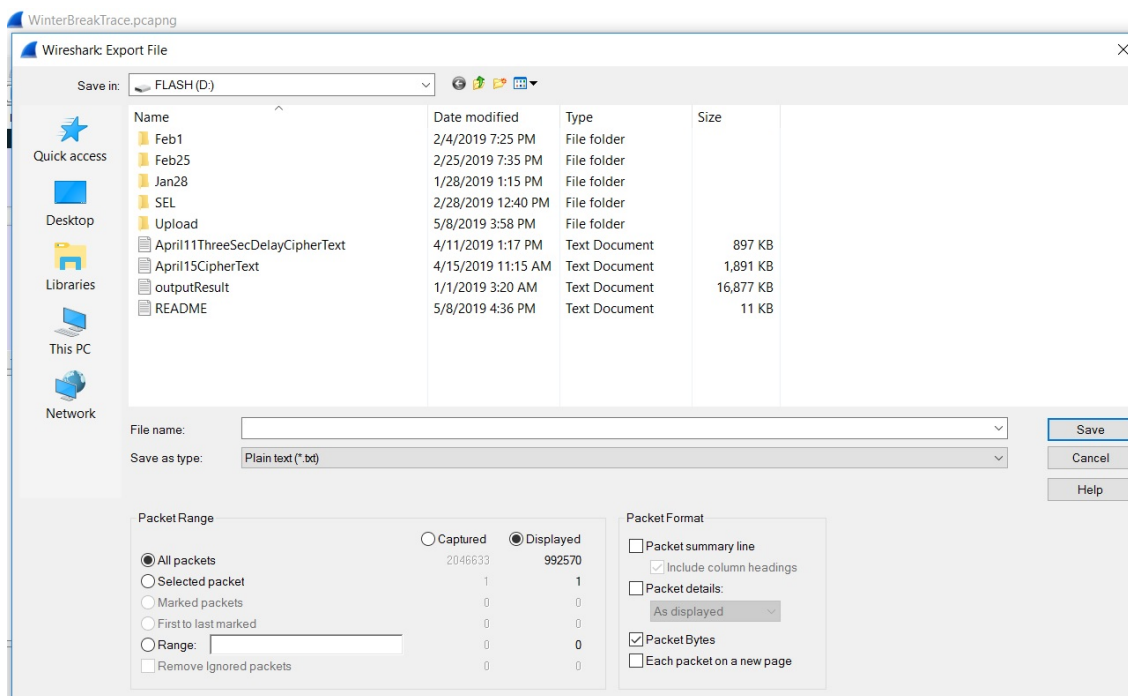 WinterBreakTrace.pcapng
Wireshark: Export File
Save in: FLASH (D:)
Name Date modified Type Size
Feb1 2/4/2019 7:25 PM File folder
Feb25 2/25/2019 7:35 PM File folder
Jan28 1/28/2019 1:15 PM File folder
SEL 2/28/2019 12:40 PM File folder
Upload 5/8/2019 3:58 PM File folder
April11ThreeSecDelayCipherText 4/11/2019 1:17 PM Text Document 897 KB
April15CipherText 4/15/2019 11:15 AM Text Document 1,891 KB
outputResult 1/1/2019 3:20 AM Text Document 16,877 KB
README 5/8/2019 4:36 PM Text Document 11 KB
Quick access
Desktop
Libraries
This PC
Network
File name:
Save as type: Plain text (*.txt)
Save
Cancel
Help
Packet Range
Captured Displayed
All packets 2046633 992570
Selected packet 1 1
Marked packets 0 0
First to last marked 0 0
Range: 0 0
Remove Ignored packets 0 0
Packet Format
Packet summary line
Include column headings
Packet details:
As displayed
Packet Bytes
Each packet on a new page